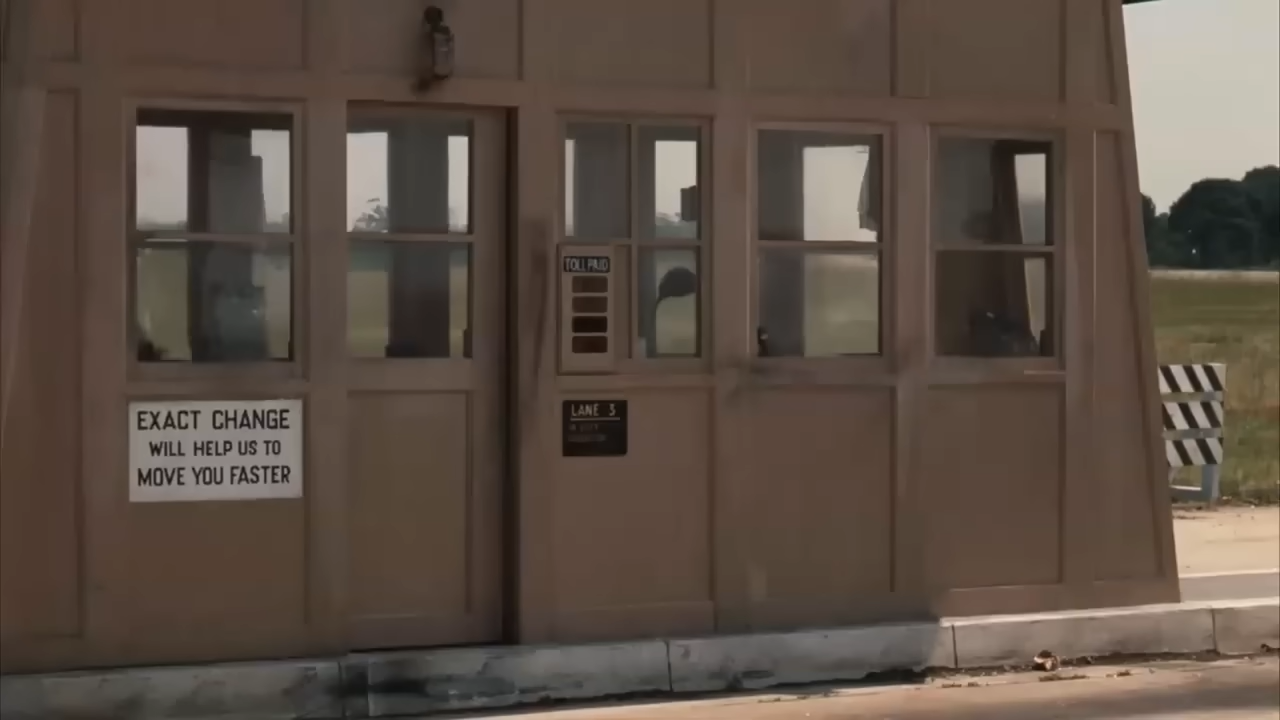 TOLL PAID
EXACT CHANGE
WILL HELP US TO
MOVE YOU FASTER
LANE 3